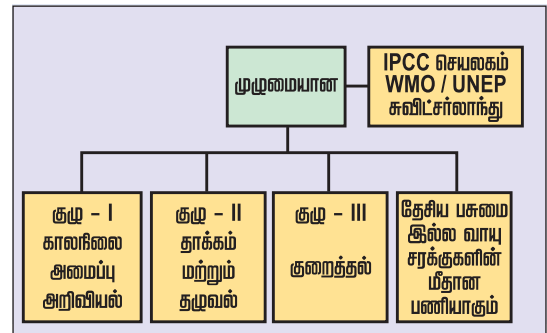 முழுமையான
IPCC செயலகம்
WMO / UNEP
சுவிட்சர்லாந்து
குழு - I
காலநிலை
அமைப்பு
அறிவியல்
குழு - II
தாக்கம்
மற்றும்
தழுவல்
குழு - III
குறைத்தல்
தேசிய பசுமை
இல்ல வாயு
சரக்குகளின்
மீதான
பணியாகும்